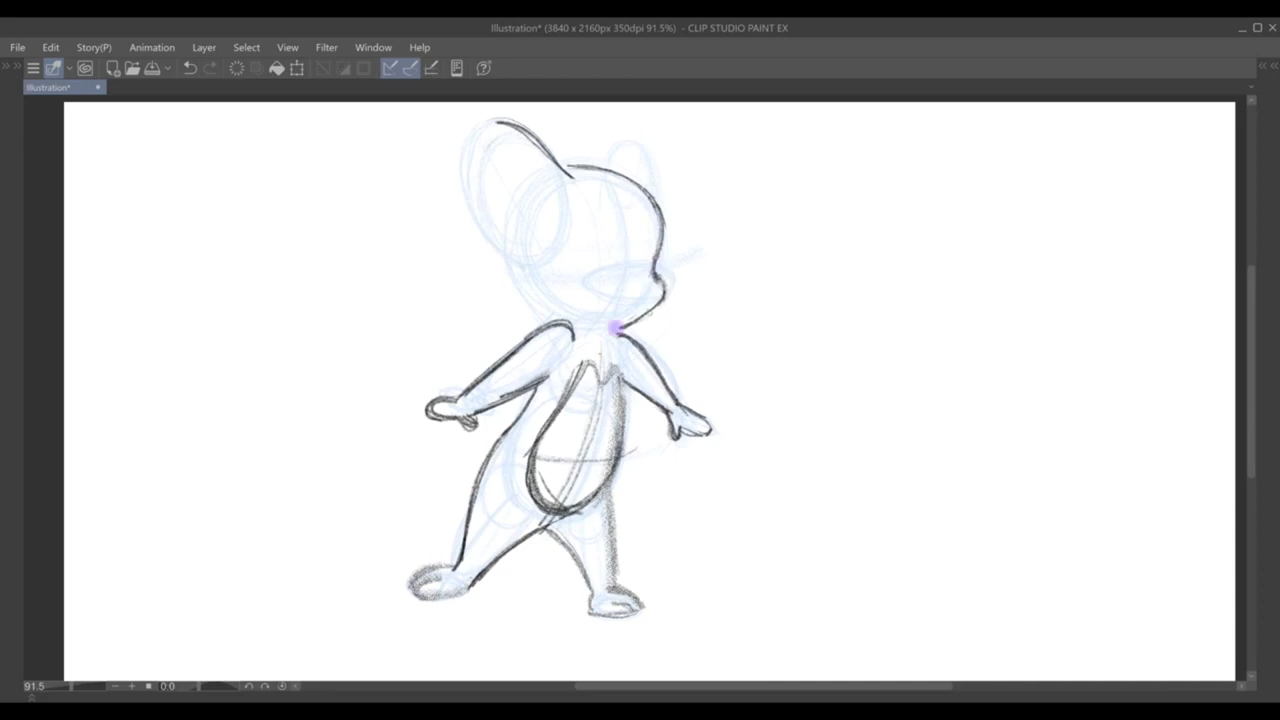 Illustration* (3840 x 2160px 350dpi 91.5%) - CLIP STUDIO PAINT EX
File Edit Story(P) Animation Layer Select View Filter Window Help
Illustration*
91.5 0.0